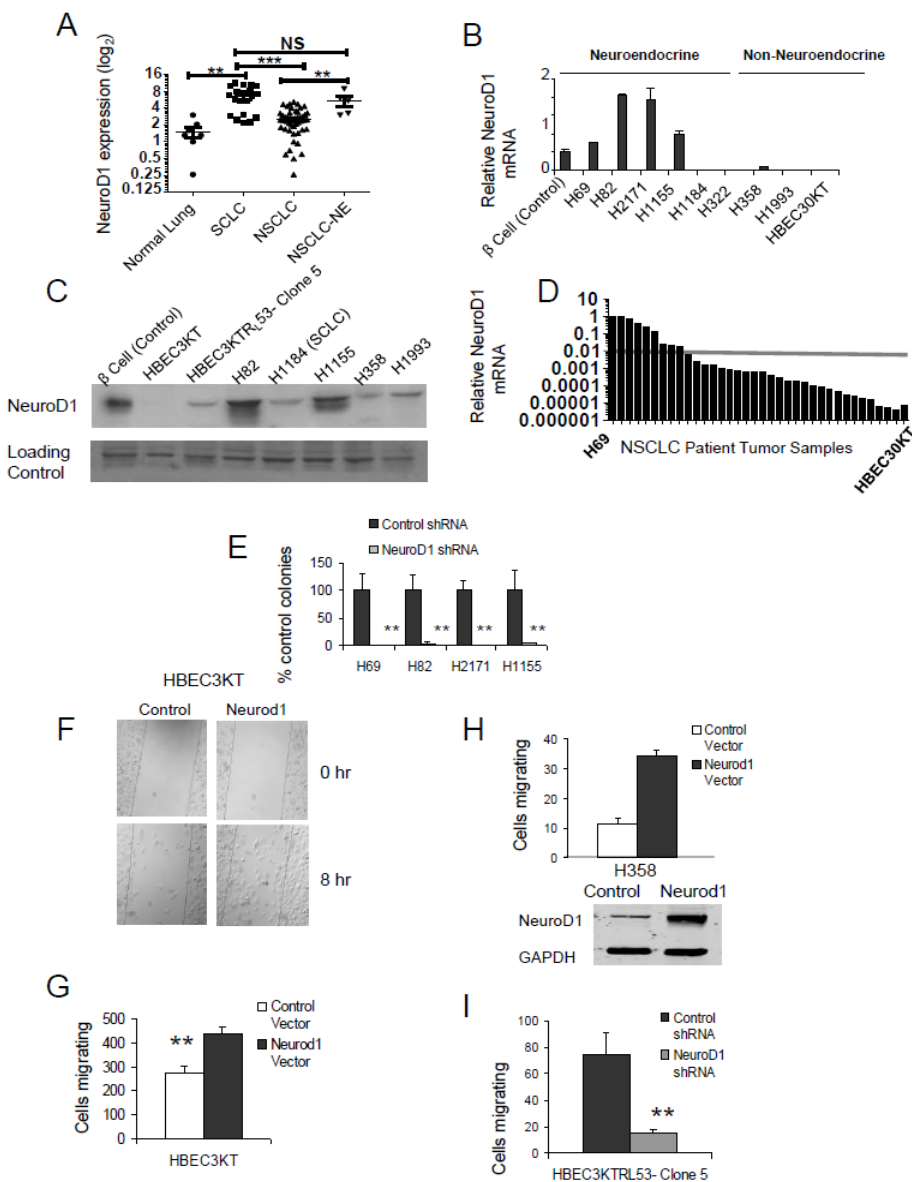 A
NeuroD1 expression (log2)
16
8
4
2
1
0.5
0.25
0.125
**
***
NS
**
Normal Lung
SCLC
NSCLC
NSCLC-NE
B
Neuroendocrine
Non-Neuroendocrine
Relative NeuroD1
mRNA
2
1
0
β Cell (Control)
H69
H82
H2171
H1155
H1184
H322
H358
H1993
HBEC30KT
C
β Cell (Control)
HBEC3KT
HBEC3KTRL53- Clone 5
H82
H1184 (SCLC)
H1155
H358
H1993
NeuroD1
Loading
Control
D
Relative NeuroD1
mRNA
10
1
0.01
0.0001
0.000001
H69
NSCLC Patient Tumor Samples
HBEC30KT
E
Control shRNA
NeuroD1 shRNA
% control colonies
150
100
50
0
**
**
**
**
H69
H82
H2171
H1155
F
HBEC3KT
Control
Neurod1
0 hr
8 hr
G
Cells migrating
500
400
300
200
100
0
**
Control
Vector
Neurod1
Vector
HBEC3KT
H
Cells migrating
40
30
20
10
0
Control
Vector
Neurod1
Vector
H358
Control
Neurod1
NeuroD1
GAPDH
I
Cells migrating
100
80
60
40
20
0
**
Control
shRNA
NeuroD1
shRNA
HBEC3KTRL53- Clone 5